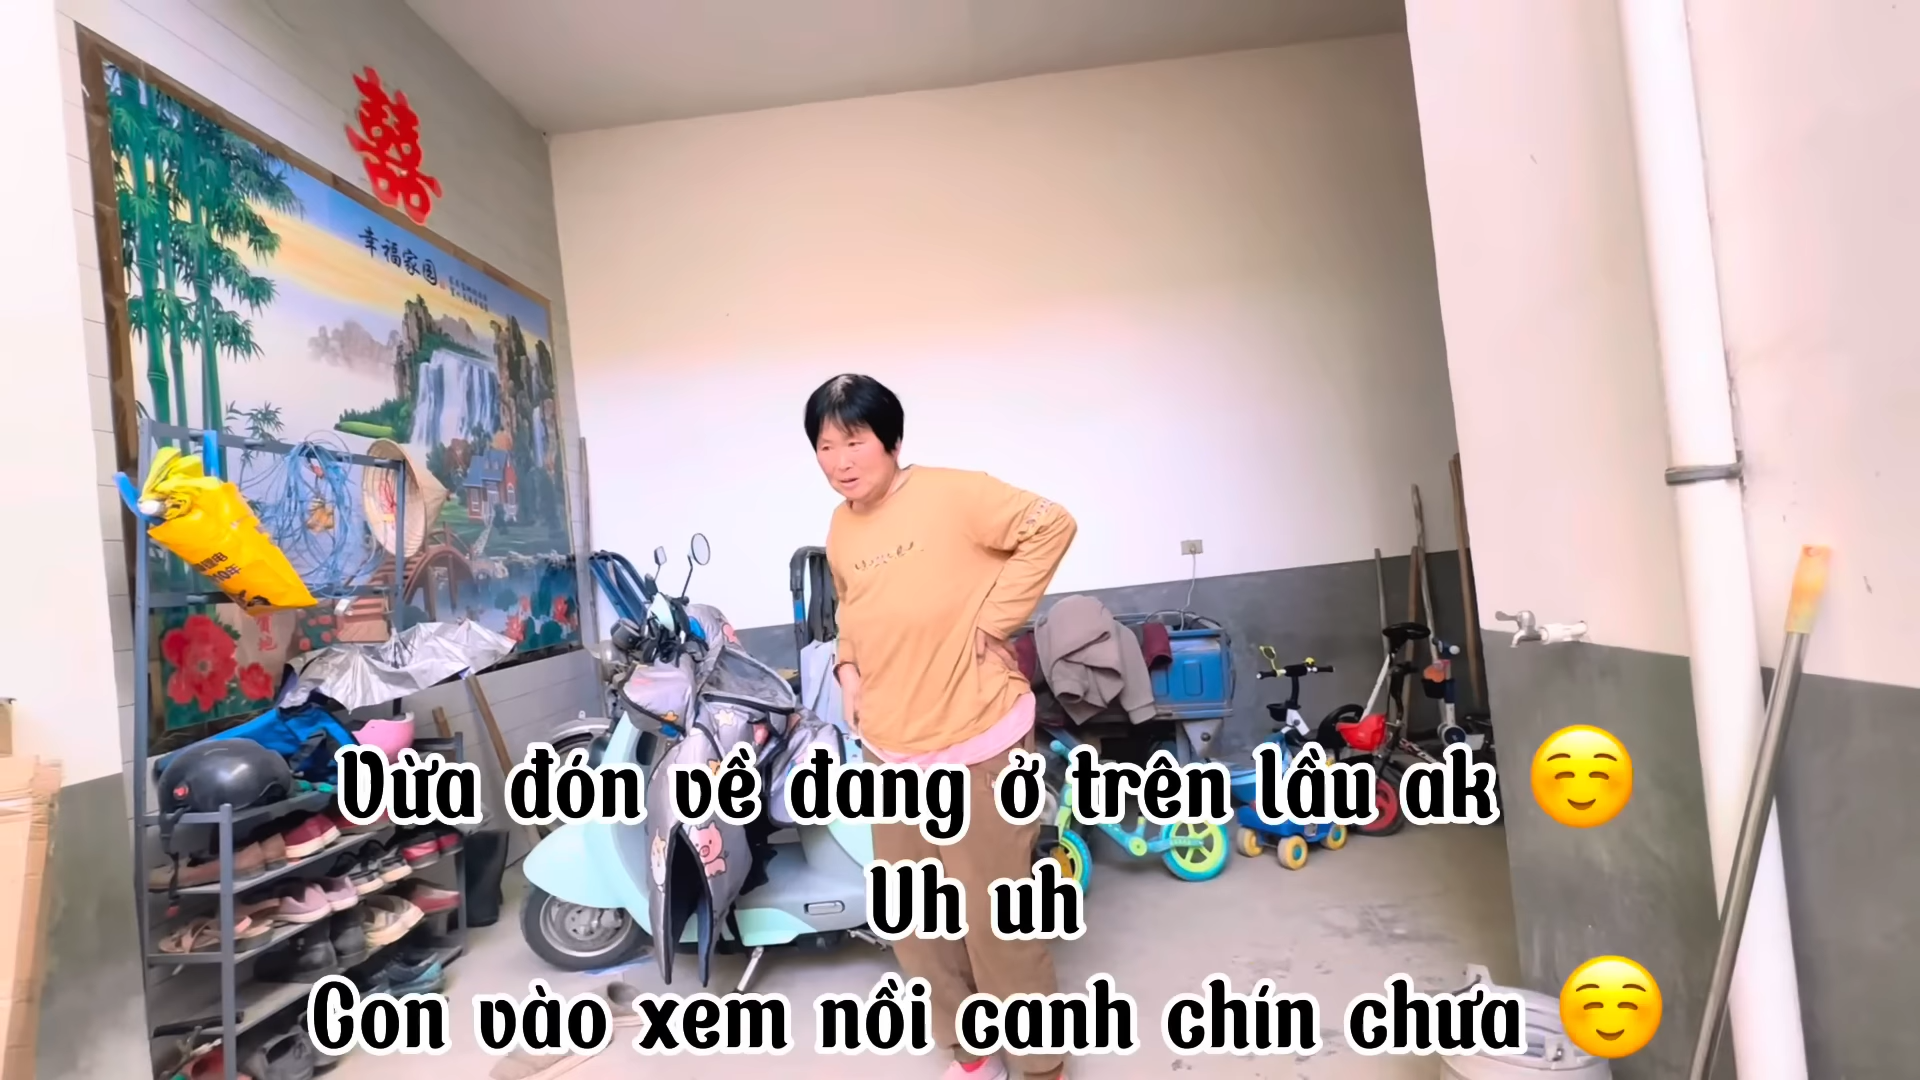 囍
幸福家园
Vừa đón về đang ở trên lầu ak ☺️
Uh uh
Con vào xem nồi canh chín chưa ☺️